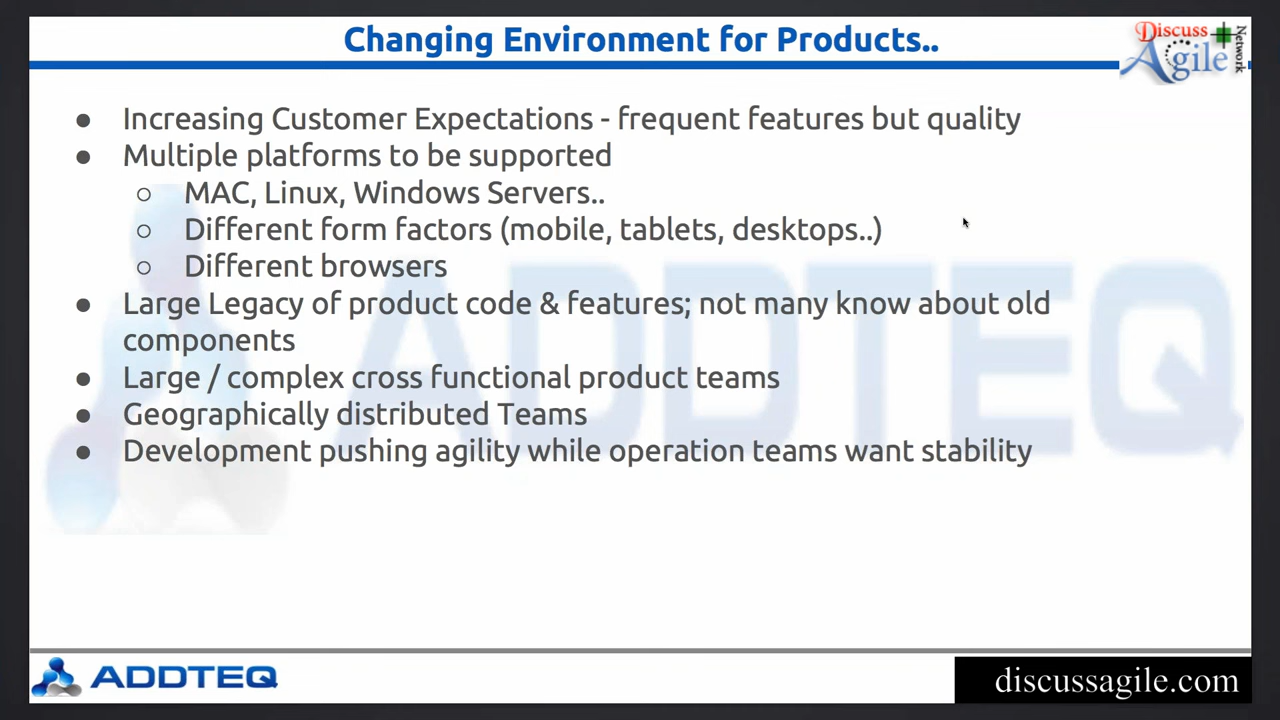 Changing Environment for Products..
Discuss
Agile
Network
● Increasing Customer Expectations - frequent features but quality
● Multiple platforms to be supported
○ MAC, Linux, Windows Servers..
○ Different form factors (mobile, tablets, desktops..)
○ Different browsers
● Large Legacy of product code & features; not many know about old
components
● Large / complex cross functional product teams
● Geographically distributed Teams
● Development pushing agility while operation teams want stability
ADDTEQ
ADDTEQ
discussagile.com